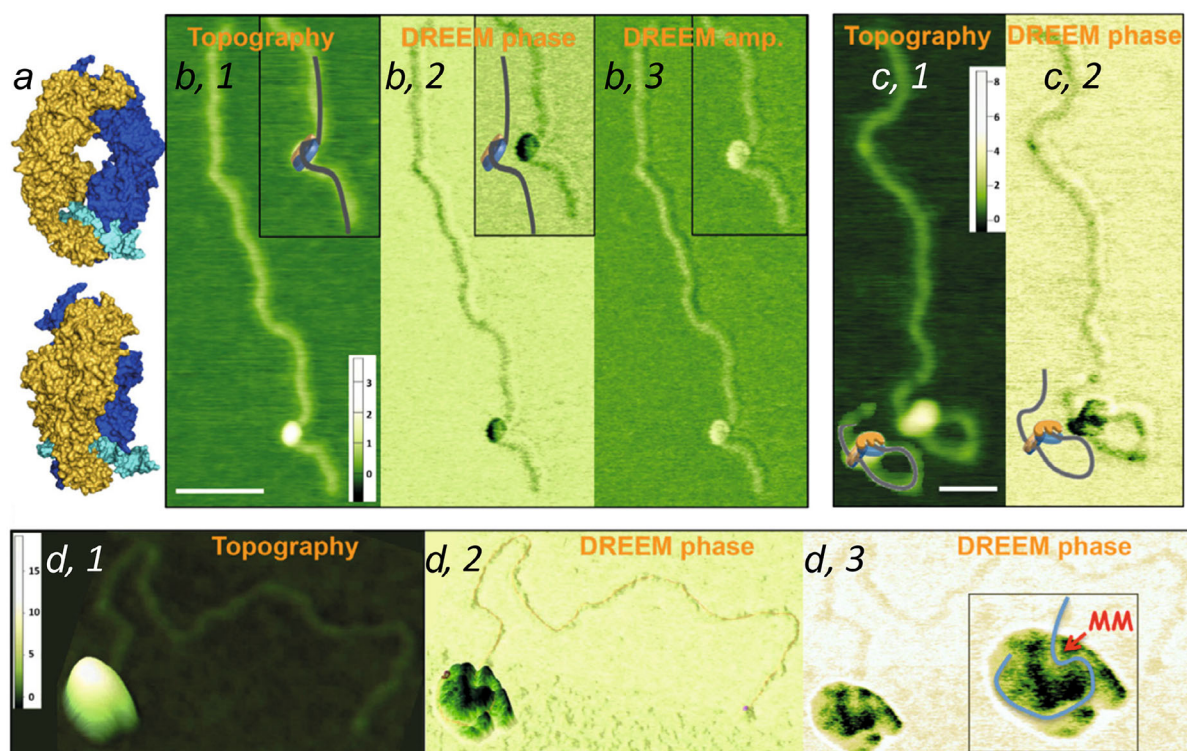 a
b, 1
Topography
b, 2
DREEM phase
b, 3
DREEM amp.
3
2
1
0
c, 1
Topography
8
6
4
2
0
c, 2
DREEM phase
d, 1
Topography
15
10
5
0
d, 2
DREEM phase
d, 3
DREEM phase
MM